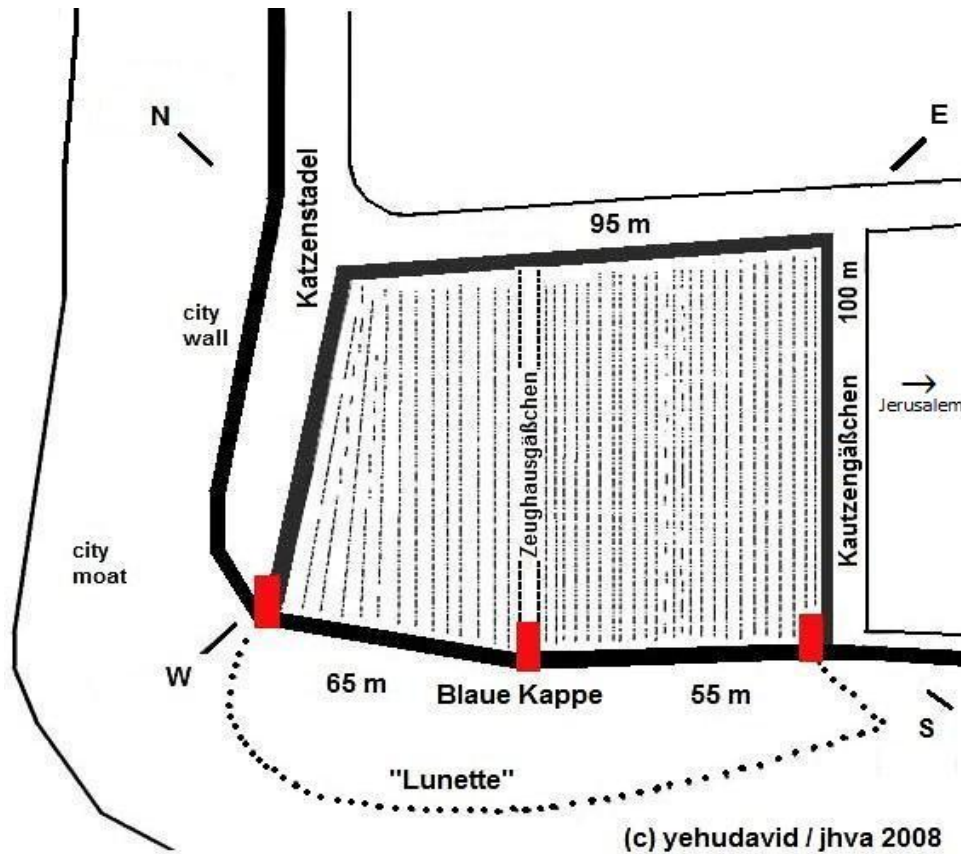 N
E
Katzenstadel
95 m
city
wall
100 m
→
Jerusalem
Zeughausgäßchen
Kautzengäßchen
city
moat
W
65 m
Blaue Kappe
55 m
S
"Lunette"
(c) yehudavid / jhva 2008